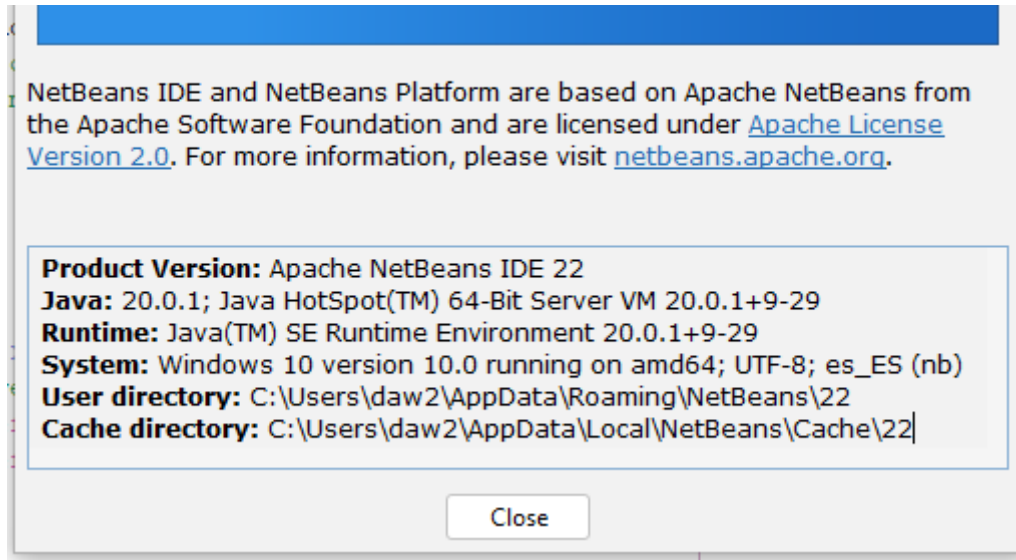 NetBeans IDE and NetBeans Platform are based on Apache NetBeans from
the Apache Software Foundation and are licensed under Apache License
Version 2.0. For more information, please visit netbeans.apache.org.
Product Version: Apache NetBeans IDE 22
Java: 20.0.1; Java HotSpot(TM) 64-Bit Server VM 20.0.1+9-29
Runtime: Java(TM) SE Runtime Environment 20.0.1+9-29
System: Windows 10 version 10.0 running on amd64; UTF-8; es_ES (nb)
User directory: C:\Users\daw2\AppData\Roaming\NetBeans\22
Cache directory: C:\Users\daw2\AppData\Local\NetBeans\Cache\22
Close